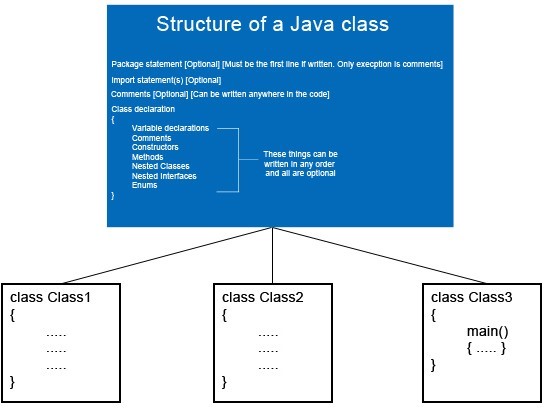 Structure of a Java class
Package statement [Optional] [Must be the first line if written. Only execption is comments]
Import statement(s) [Optional]
Comments [Optional] [Can be written anywhere in the code]
Class declaration
{
Variable declarations
Comments
Constructors
Methods
Nested Classes
Nested Interfaces
Enums
}
These things can be
written in any order
and all are optional
class Class1
{
.....
.....
.....
}
class Class2
{
.....
.....
.....
}
class Class3
{
main()
{ ..... }
}